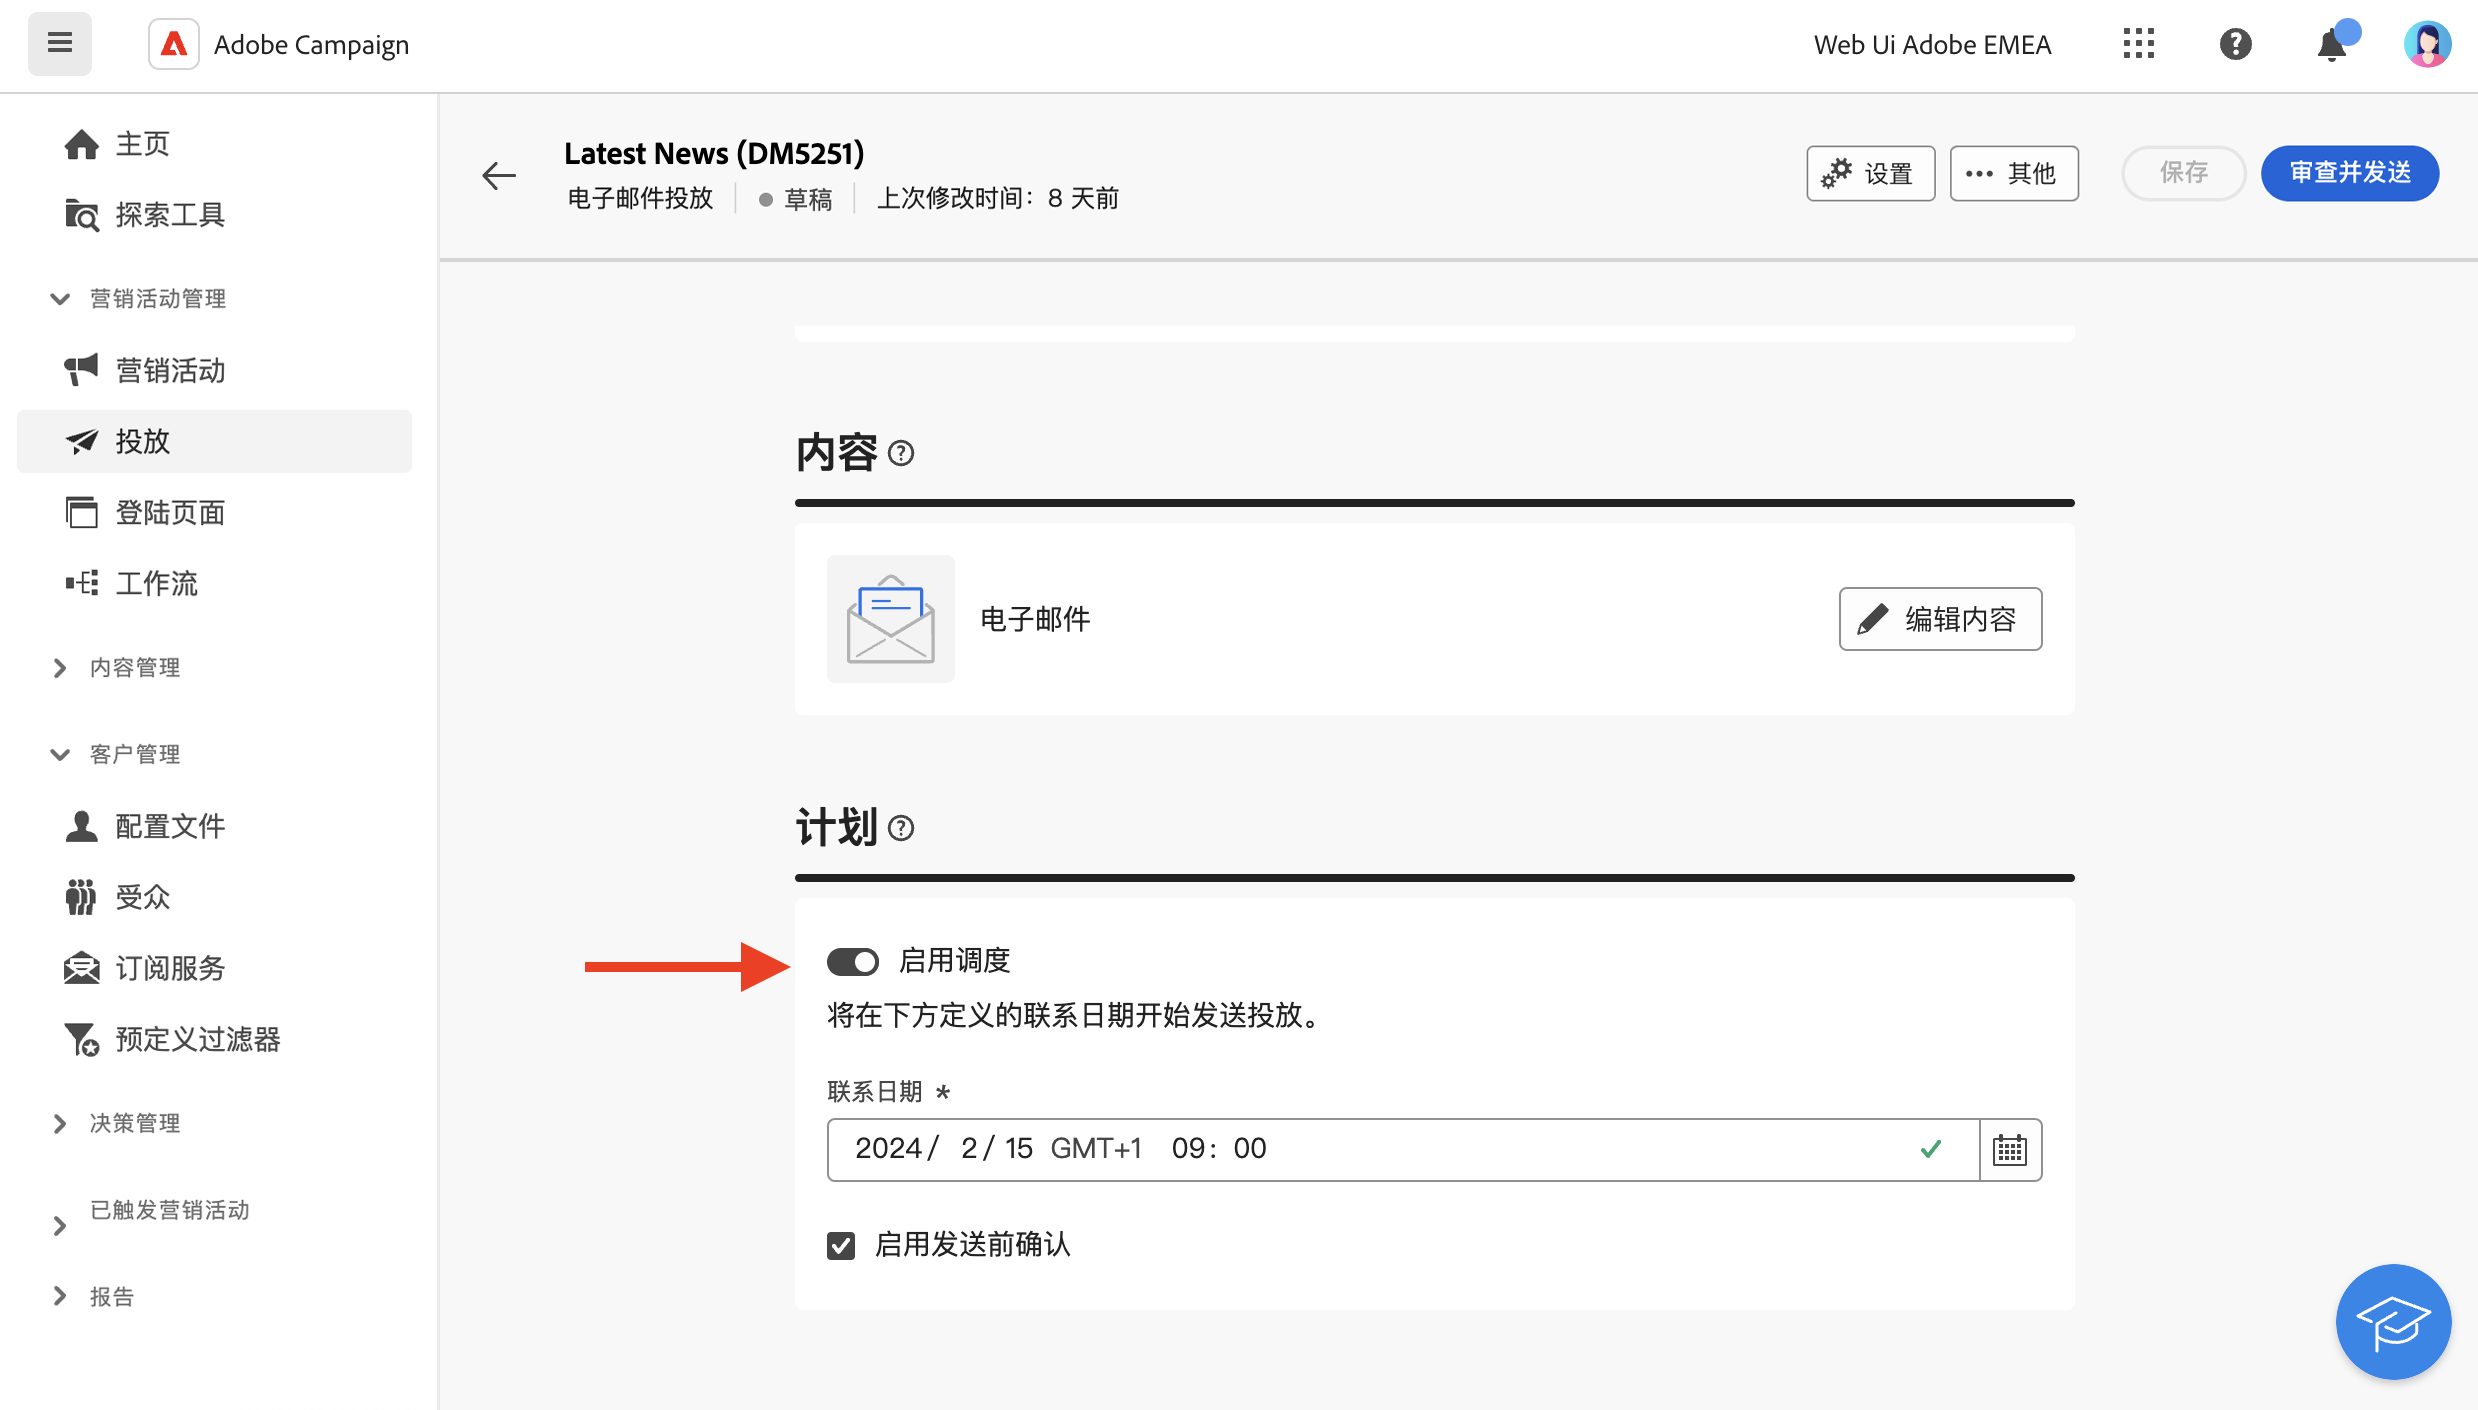 Adobe Campaign
Web Ui Adobe EMEA
主页
探索工具
营销活动管理
营销活动
投放
登陆页面
工作流
内容管理
客户管理
配置文件
受众
订阅服务
预定义过滤器
决策管理
已触发营销活动
报告
Latest News (DM5251)
电子邮件投放 草稿 上次修改时间：8 天前
设置
其他
保存
审查并发送
内容
电子邮件
编辑内容
计划
启用调度
将在下方定义的联系日期开始发送投放。
联系日期 *
2024/ 2/ 15 GMT+1 09: 00
启用发送前确认